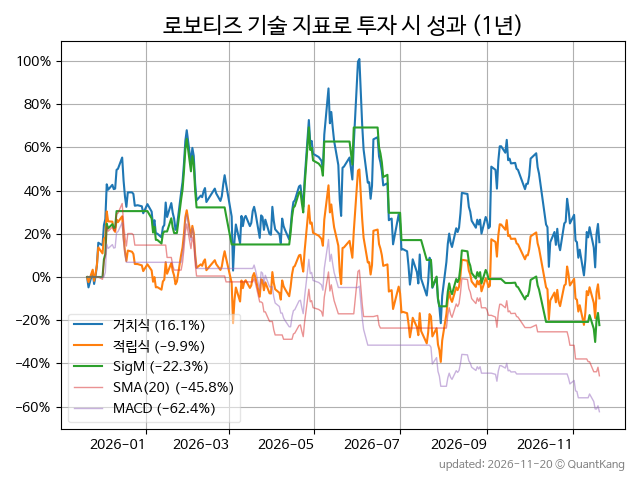 로보티즈 기술 지표로 투자 시 성과 (1년)
100%
80%
60%
40%
20%
0%
−20%
−40%
−60%
거치식 (16.1%)
적립식 (−9.9%)
SigM (−22.3%)
SMA(20) (−45.8%)
MACD (−62.4%)
2026-01 2026-03 2026-05 2026-07 2026-09 2026-11
updated: 2026-11-20 © QuantKang